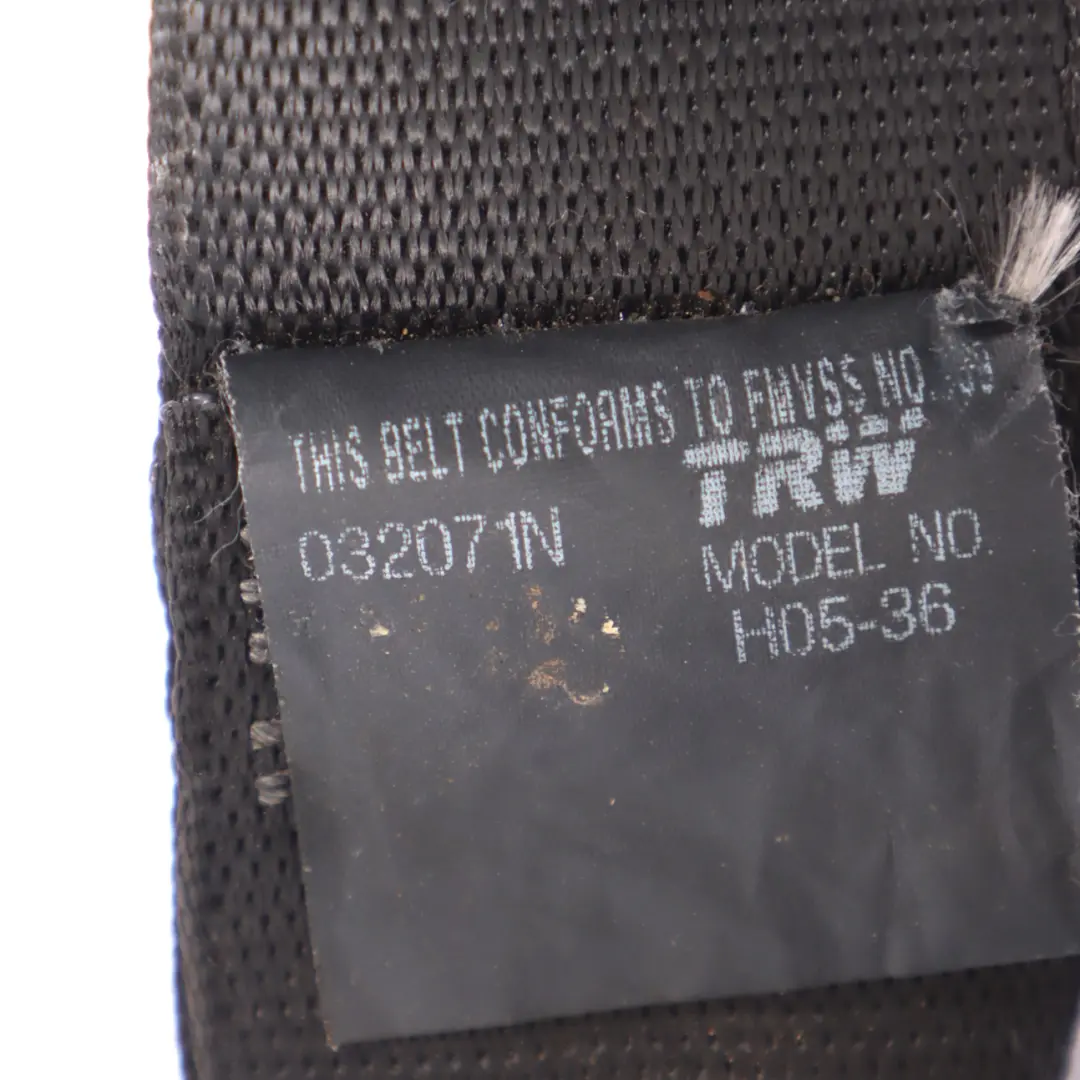 THIS BELT CONFORMS TO FMVSS NO
TRW
032071N
MODEL NO.
H05-36